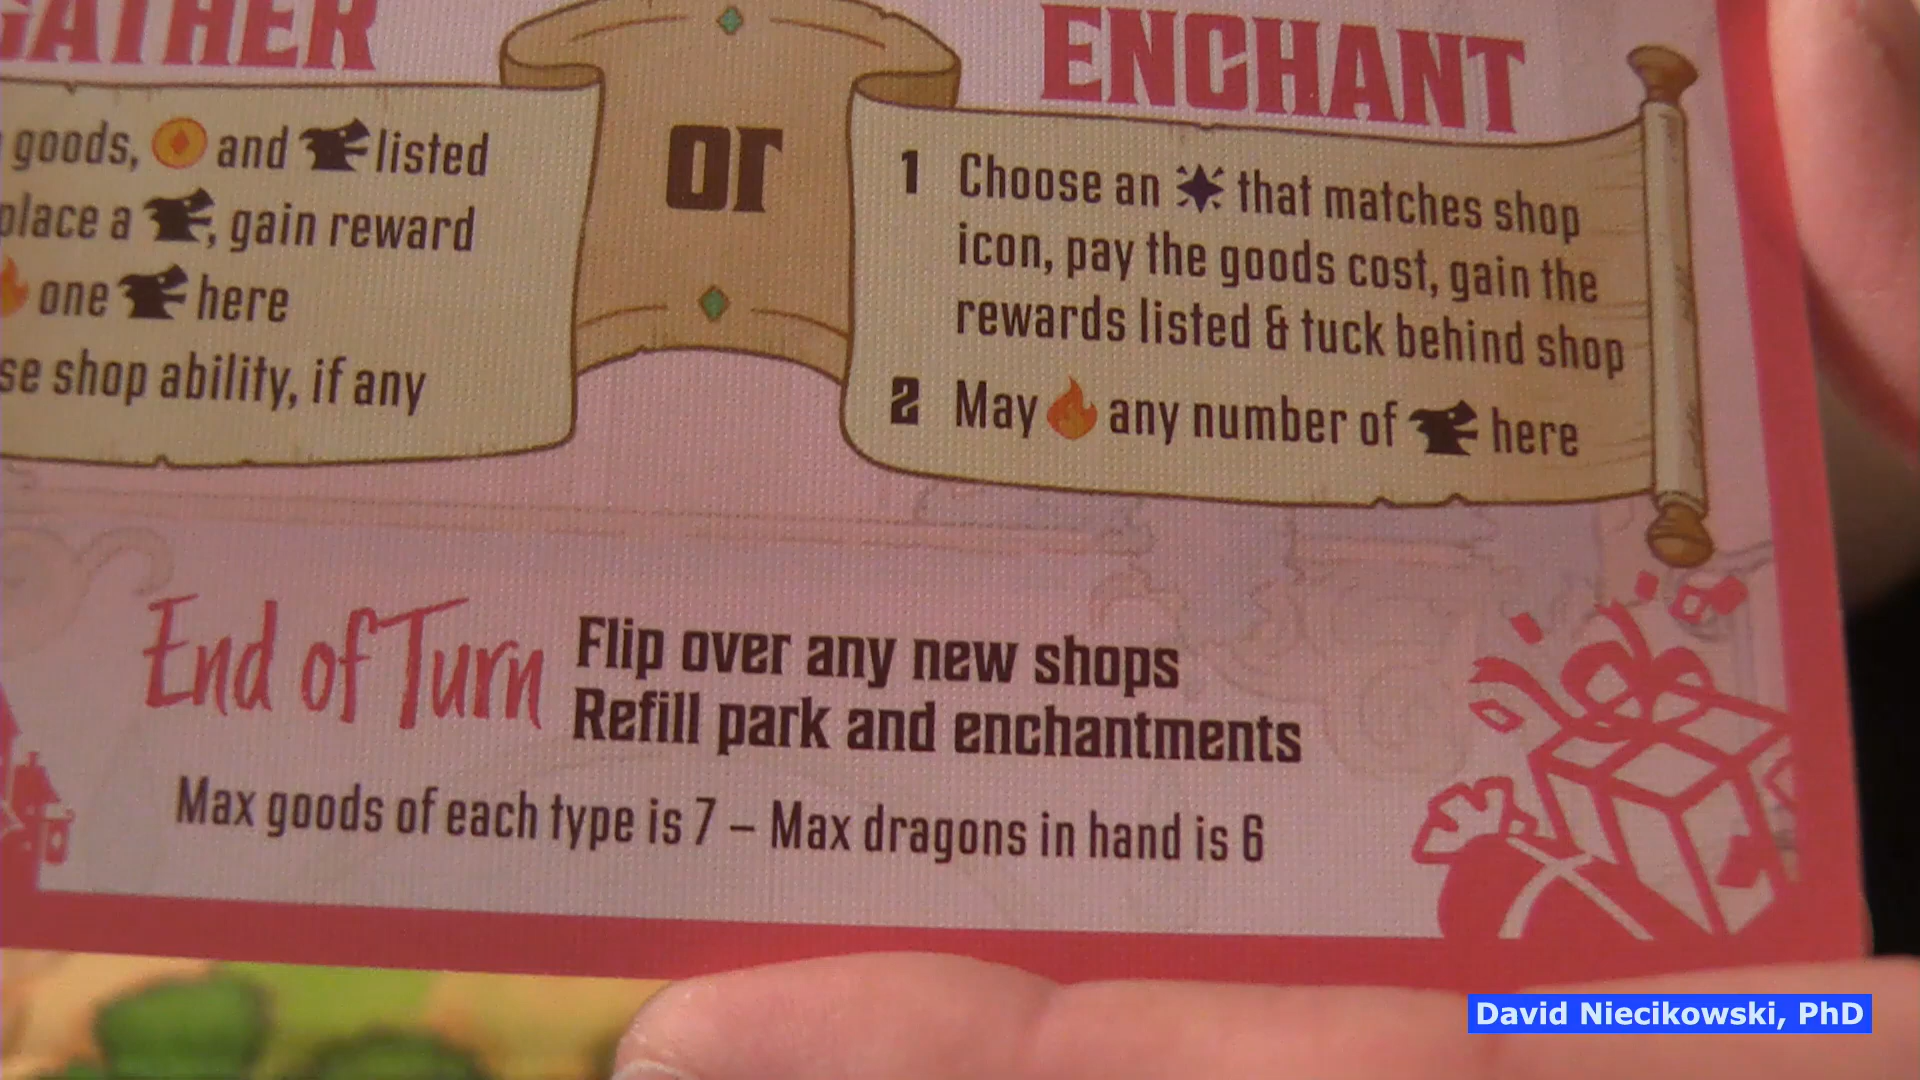 GATHER
goods, and listed
place a , gain reward
one here
se shop ability, if any
or
ENCHANT
1 Choose an that matches shop
icon, pay the goods cost, gain the
rewards listed & tuck behind shop
2 May any number of here
End of Turn
Flip over any new shops
Refill park and enchantments
Max goods of each type is 7 – Max dragons in hand is 6
David Niecikowski, PhD